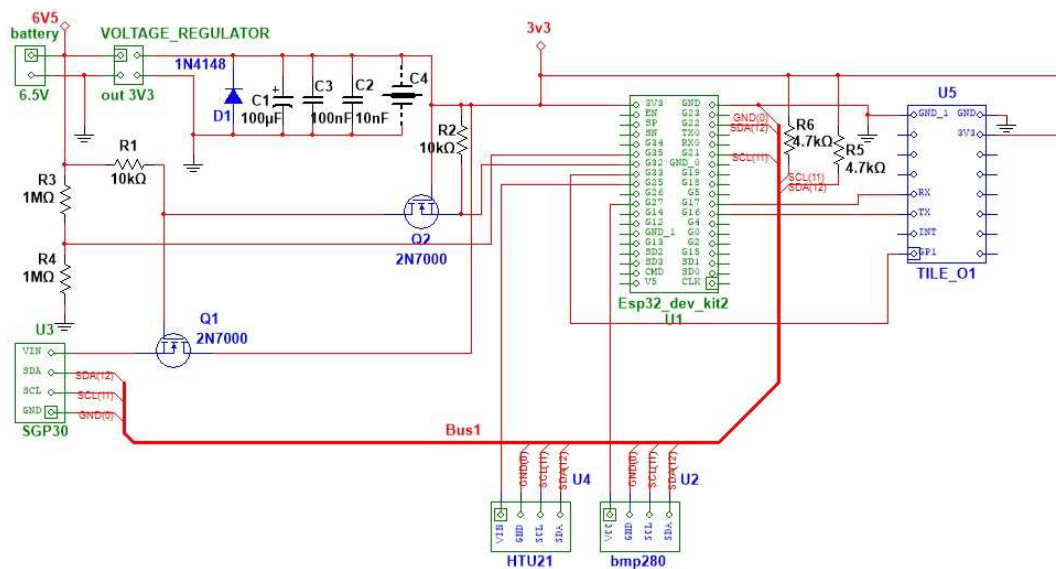 6V5
battery
VOLTAGE_REGULATOR
6.5V
out 3V3
1N4148
D1
C1
100µF
C3
100nF
C2
10nF
C4
R2
10kΩ
R1
10kΩ
R3
1MΩ
R4
1MΩ
Q2
2N7000
Q1
2N7000
3v3
3V3
EN
SP
SN
G34
G35
G32
G33
G25
G26
G27
G14
G12
GND_1
G13
SD2
SD3
CMD
V5
GND
G23
G22
TX0
RX0
G21
GND_0
G19
G18
G5
G17
G16
G4
G0
G2
G15
SD1
SD0
CLK
Esp32_dev_kit2
U1
GND(0)
SDA(12)
SCL(11)
R6
4.7kΩ
R5
4.7kΩ
SCL(11)
SDA(12)
U5
GND_1
GND
3V3
RX
TX
INT
GP1
TILE_O1
U3
VIN
SDA
SCL
GND
SGP30
SDA(12)
SCL(11)
GND(0)
Bus1
GND(0)
SCL(11)
SDA(12)
U4
VIN
GND
SCL
SDA
HTU21
GND(0)
SCL(11)
SDA(12)
U2
VCC
GND
SCL
SDA
bmp280